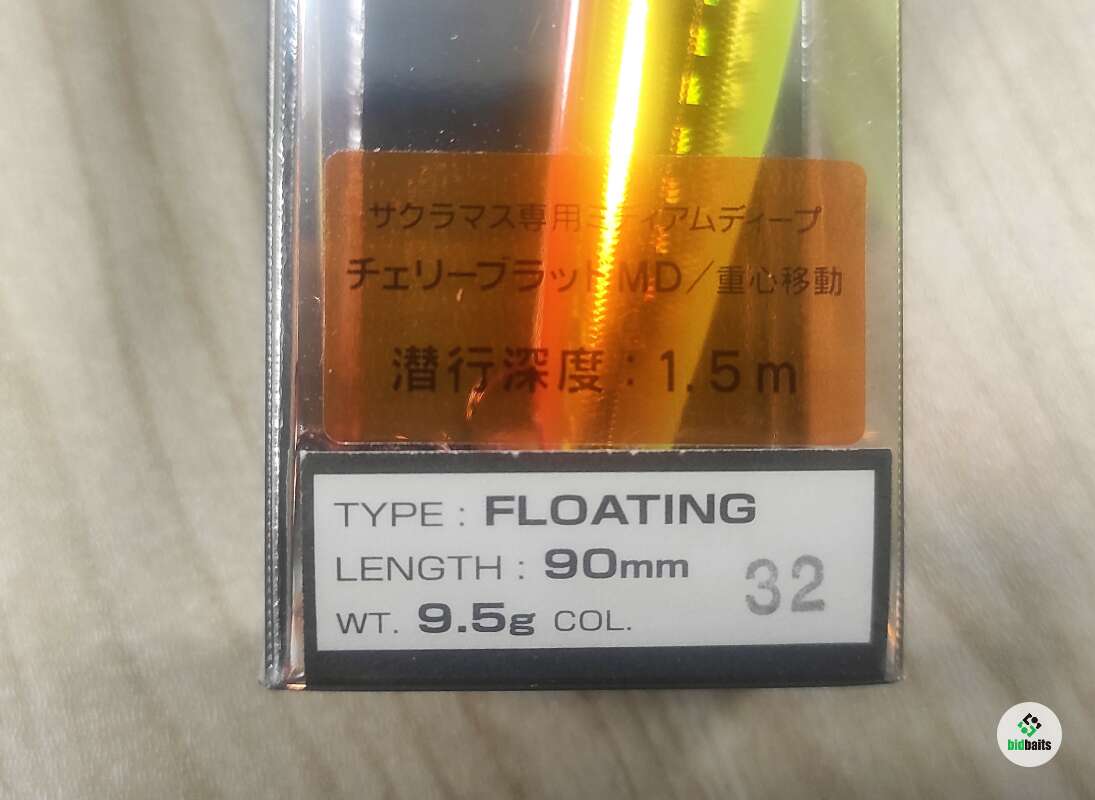 サクラマス専用ミディアムディープ
チェリーブラッドMD/重心移動
潜行深度：1.5m
TYPE : FLOATING
LENGTH : 90mm
WT. 9.5g COL. 32
bidbaits